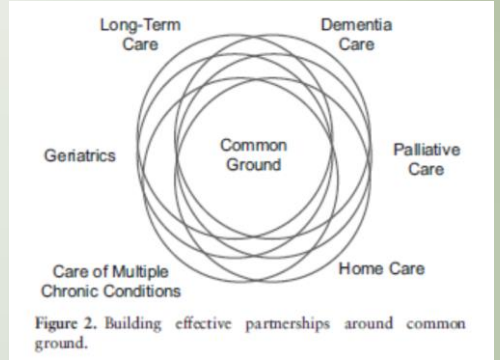 Long-Term
Care
Dementia
Care
Geriatrics
Common
Ground
Palliative
Care
Care of Multiple
Chronic Conditions
Home Care
Figure 2. Building effective partnerships around common
ground.